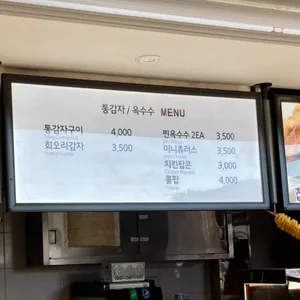 통감자 / 옥수수 MENU
통감자구이 4,000
회오리감자 3,500
찐옥수수 2EA 3,500
미니츄러스 3,500
치킨팝콘 3,000
콜팝 4,000